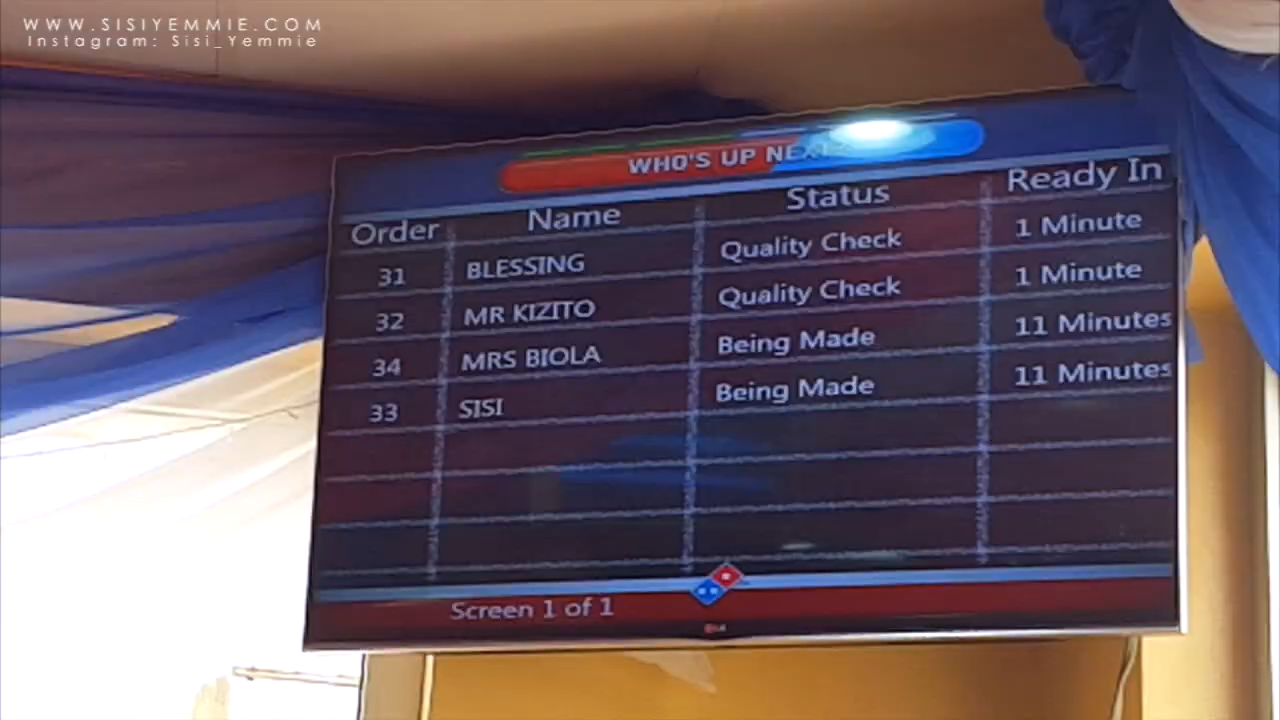 WWW.SISIYEMMIE.COM
Instagram: Sisi_Yemmie
WHO'S UP NEXT?
Order Name Status Ready In
31 BLESSING Quality Check 1 Minute
32 MR KIZITO Quality Check 1 Minute
34 MRS BIOLA Being Made 11 Minutes
33 SISI Being Made 11 Minutes
Screen 1 of 1